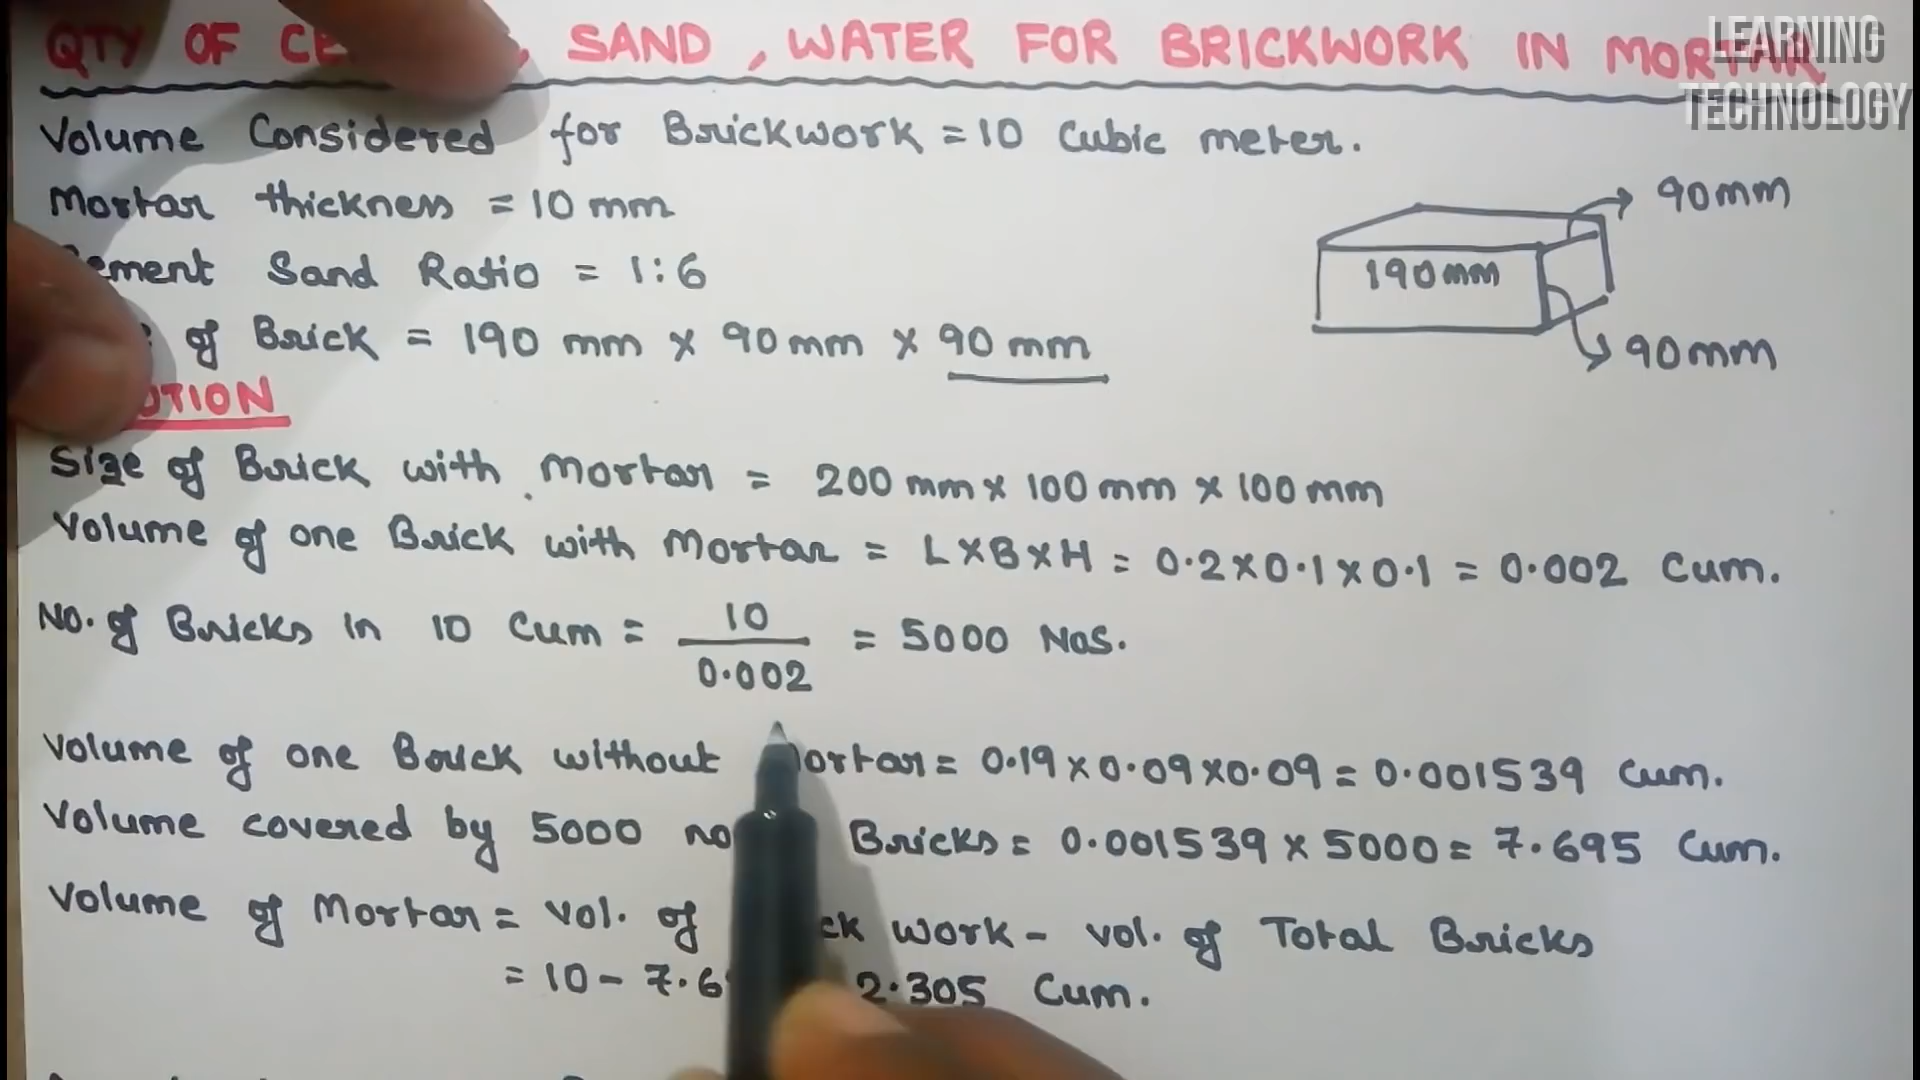 QTY OF SAND, WATER FOR BRICKWORK IN MORTAR
LEARNING
TECHNOLOGY
Volume Considered for Brickwork = 10 Cubic meter.
Mortar thickness = 10 mm
90mm
ement Sand Ratio = 1:6
190mm
of Brick = 190 mm x 90mm x 90 mm
90mm
UTION
Size of Brick with Mortar = 200 mm x 100 mm x 100 mm
Volume of one Brick with Mortar = L×B×H = 0.2×0.1×0.1 = 0.002 Cum.
No. of Bricks in 10 Cum = 10 / 0.002 = 5000 Nos.
Volume of one Brick without ortar = 0.19×0.09×0.09 = 0.001539 Cum.
Volume covered by 5000 no Bricks = 0.001539 × 5000 = 7.695 Cum.
Volume of Mortar = vol. of ck work - vol. of Total Bricks
= 10 - 7.6 2.305 Cum.